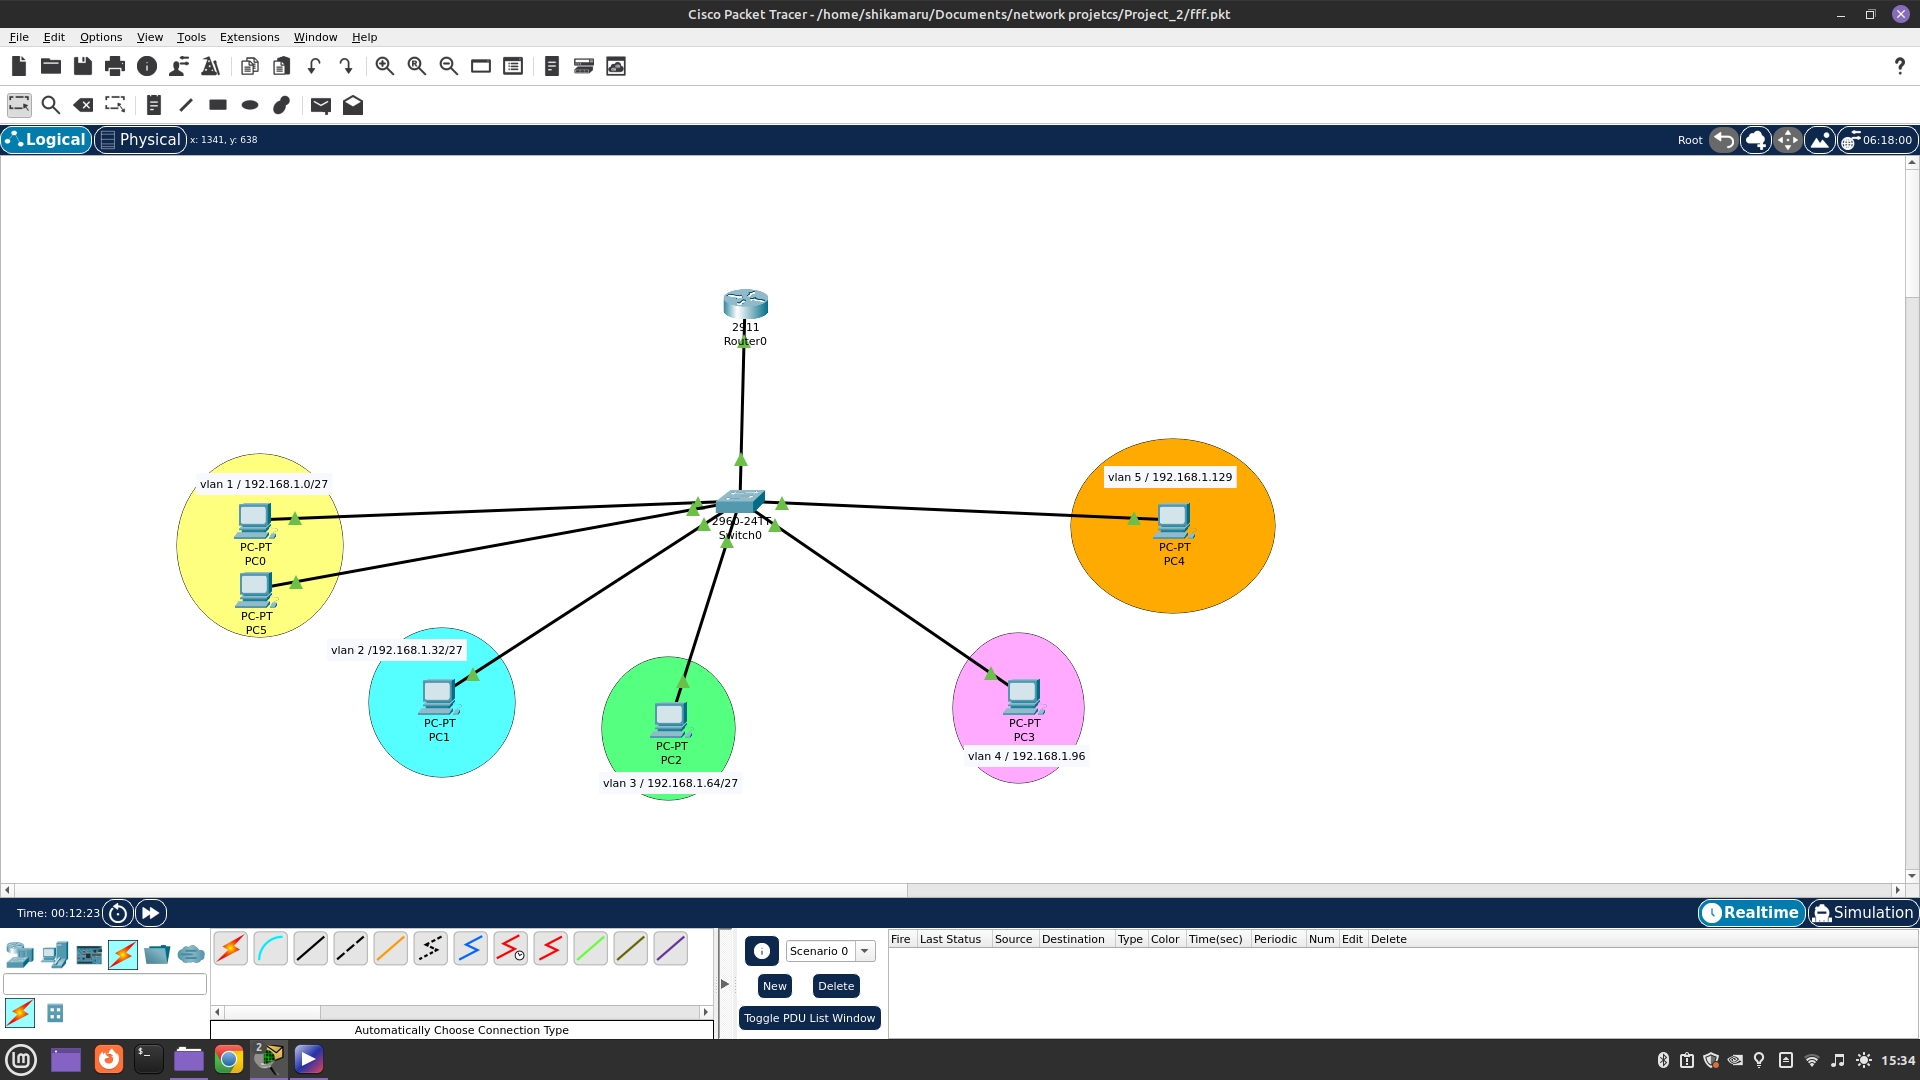 Cisco Packet Tracer - /home/shikamaru/Documents/network projetcs/Project_2/fff.pkt
File Edit Options View Tools Extensions Window Help
?
Logical Physical x: 1341, y: 638 Root 06:18:00
2911
Router0
vlan 1 / 192.168.1.0/27
PC-PT
PC0
PC-PT
PC5
2960-24TT
Switch0
vlan 5 / 192.168.1.129
PC-PT
PC4
vlan 2 /192.168.1.32/27
PC-PT
PC1
PC-PT
PC2
vlan 3 / 192.168.1.64/27
PC-PT
PC3
vlan 4 / 192.168.1.96
Time: 00:12:23 Realtime Simulation
Scenario 0
New Delete
Toggle PDU List Window
Fire Last Status Source Destination Type Color Time(sec) Periodic Num Edit Delete
Automatically Choose Connection Type
2
15:34